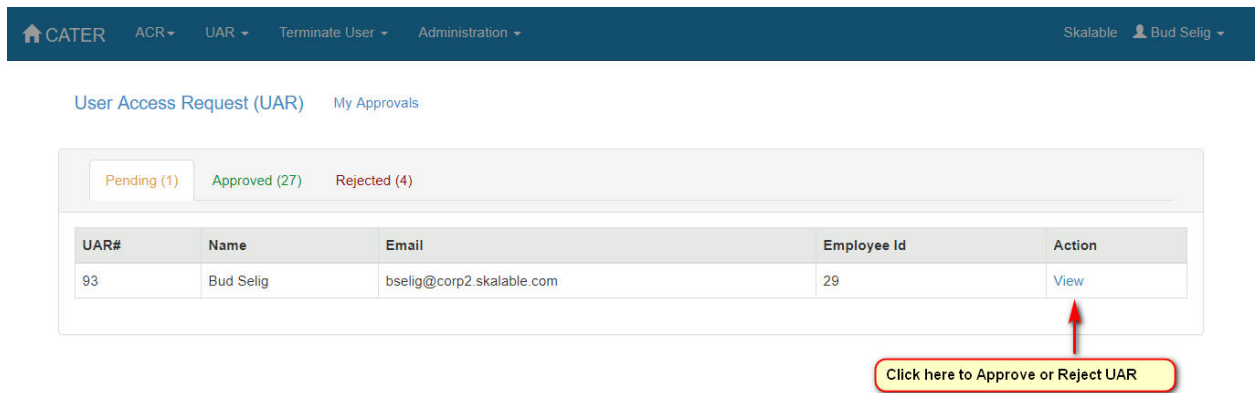 CATER ACR UAR Terminate User Administration Skalable Bud Selig
User Access Request (UAR) My Approvals
Pending (1) Approved (27) Rejected (4)
UAR# Name Email Employee Id Action
93 Bud Selig bselig@corp2.skalable.com 29 View
Click here to Approve or Reject UAR